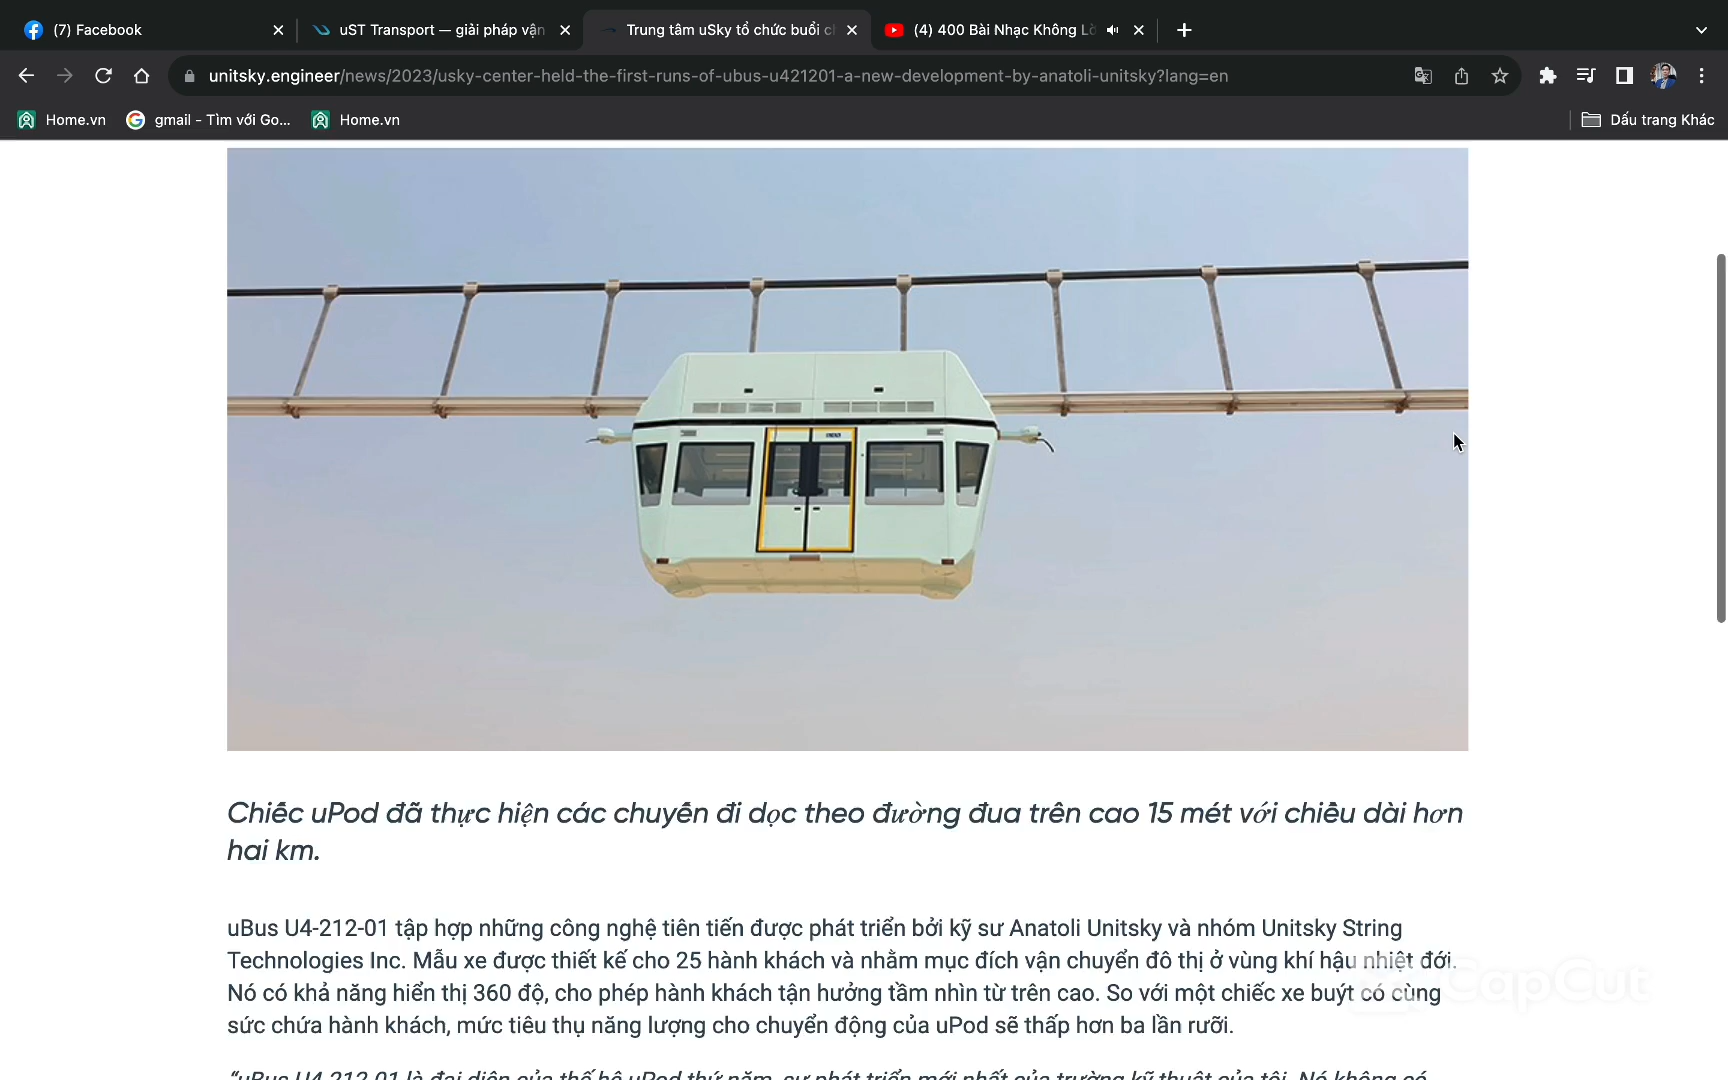 (7) Facebook
uST Transport — giải pháp vận
Trung tâm uSky tổ chức buổi cl
(4) 400 Bài Nhạc Không Lờ
unitsky.engineer/news/2023/usky-center-held-the-first-runs-of-ubus-u421201-a-new-development-by-anatoli-unitsky?lang=en
Home.vn
gmail - Tìm với Go...
Home.vn
Dấu trang Khác
Chiếc uPod đã thực hiện các chuyến đi dọc theo đường đua trên cao 15 mét với chiều dài hơn
hai km.
uBus U4-212-01 tập hợp những công nghệ tiên tiến được phát triển bởi kỹ sư Anatoli Unitsky và nhóm Unitsky String
Technologies Inc. Mẫu xe được thiết kế cho 25 hành khách và nhằm mục đích vận chuyển đô thị ở vùng khí hậu nhiệt đới.
Nó có khả năng hiển thị 360 độ, cho phép hành khách tận hưởng tầm nhìn từ trên cao. So với một chiếc xe buýt có cùng
sức chứa hành khách, mức tiêu thụ năng lượng cho chuyển động của uPod sẽ thấp hơn ba lần rưỡi.
CapCut
“uBus U4-212-01 là đại diện của thế hệ uPod thứ năm, sự phát triển mới nhất của trường kỹ thuật của tôi. Nó không có